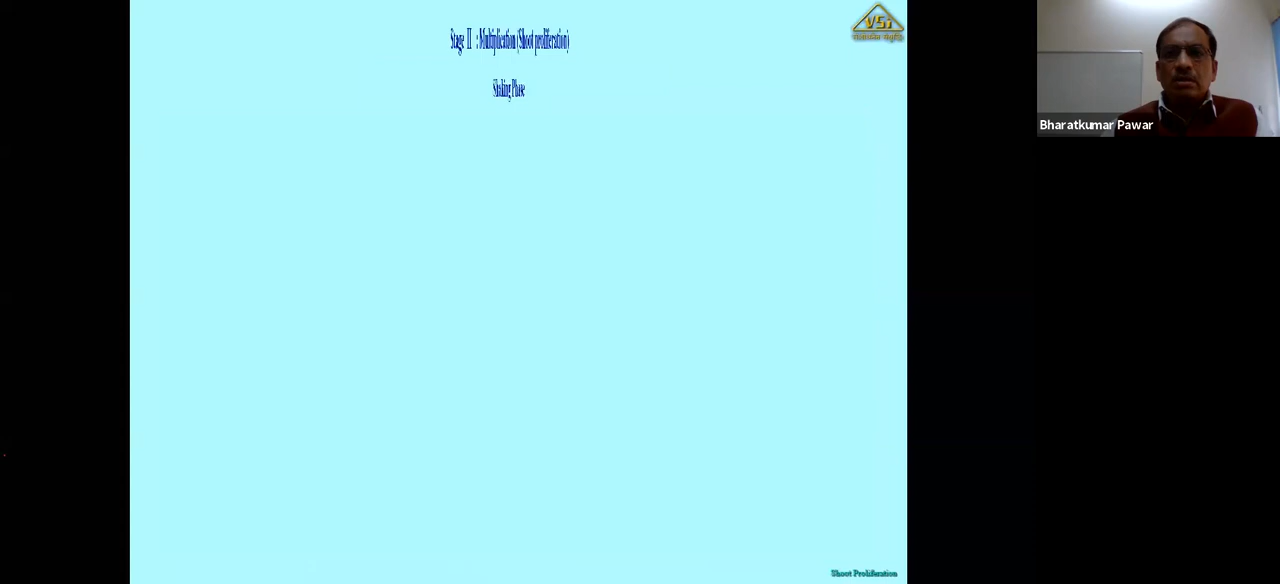 Stage II : Multiplication (Shoot proliferation)
Shaking Phase
VSI
Bharatkumar Pawar
Shoot Proliferation